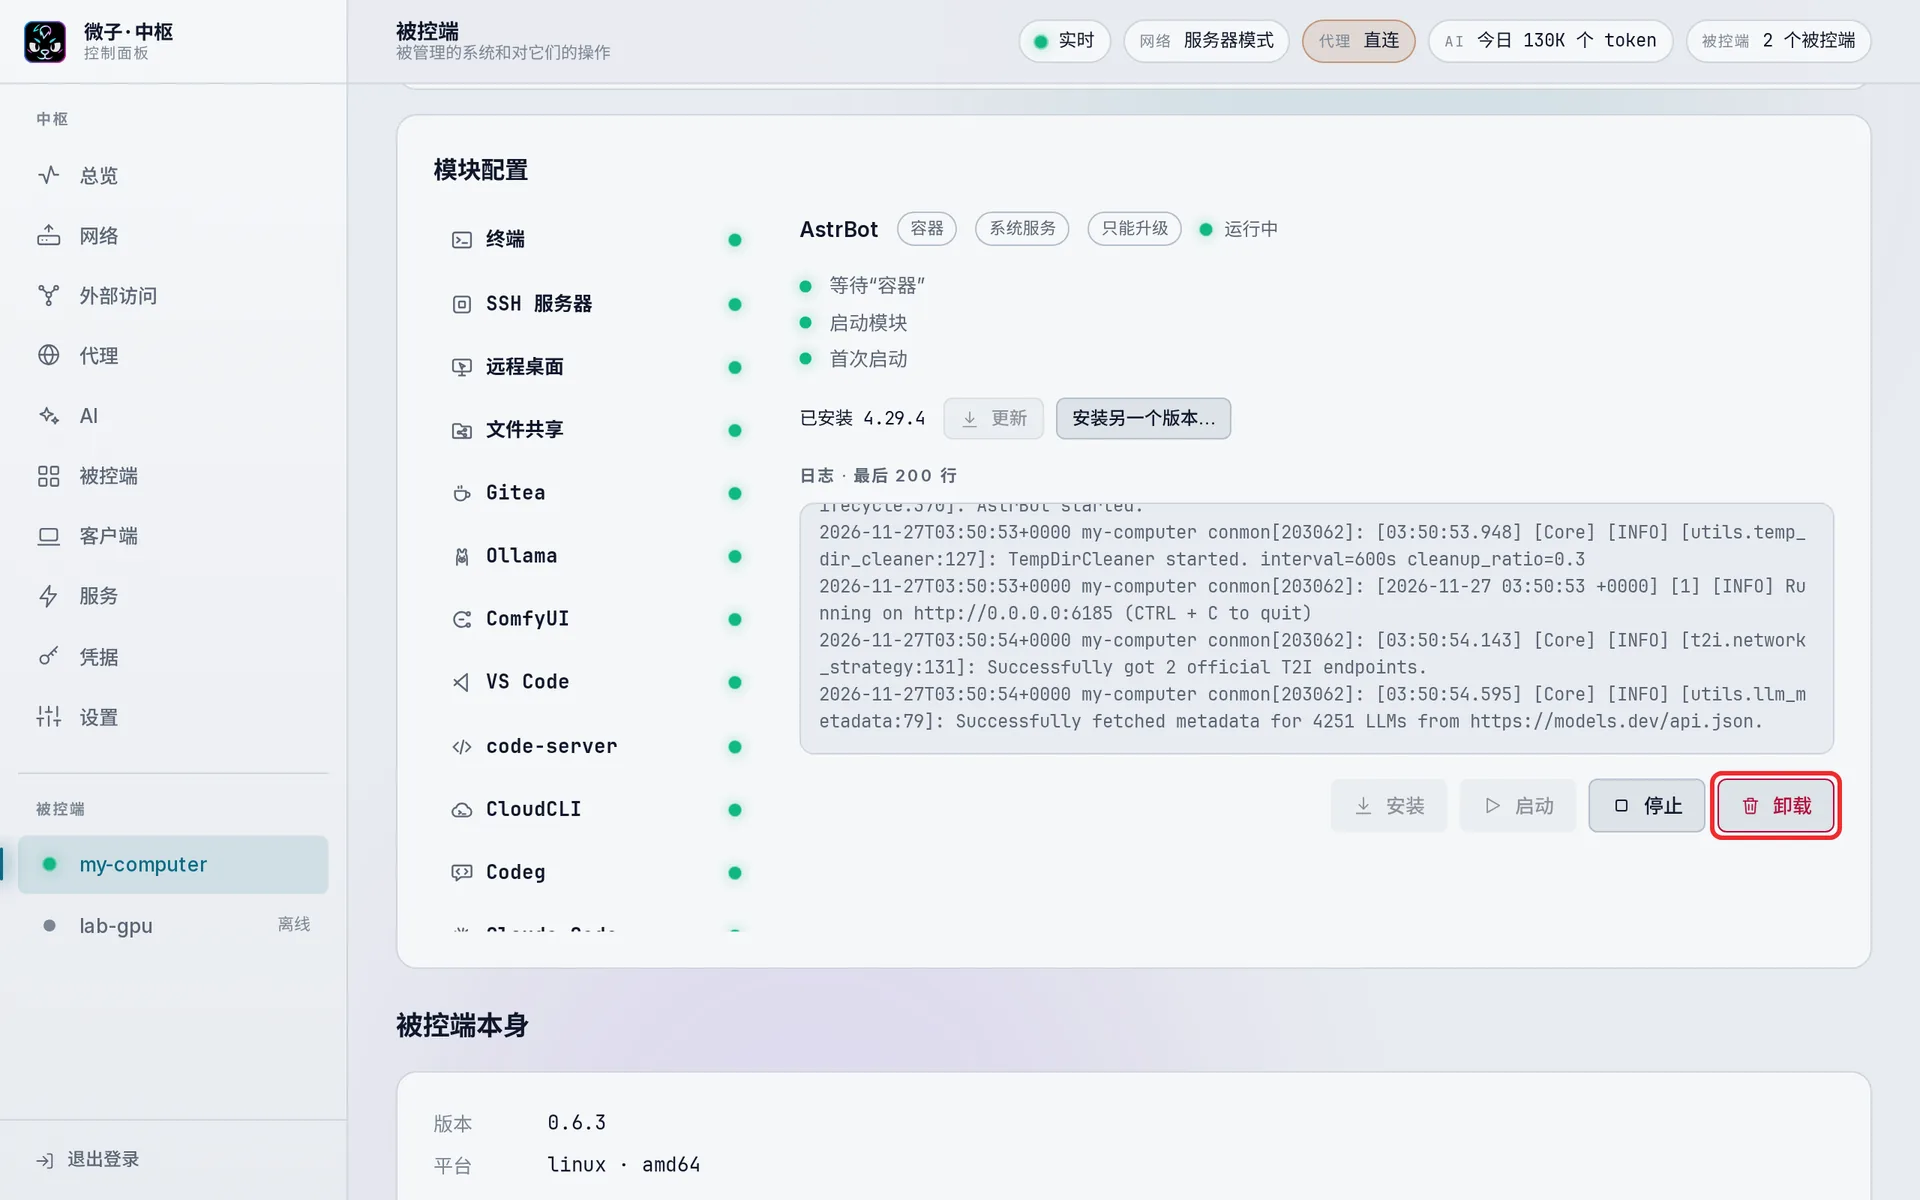 微子·中枢
控制面板
中枢
总览
网络
外部访问
代理
AI
被控端
客户端
服务
凭据
设置
被控端
my-computer
lab-gpu 离线
退出登录
被控端
被管理的系统和对它们的操作
实时
网络 服务器模式
代理 直连
AI 今日 130K 个 token
被控端 2 个被控端
模块配置
终端
SSH 服务器
远程桌面
文件共享
Gitea
Ollama
ComfyUI
VS Code
code-server
CloudCLI
Codeg
AstrBot 容器 系统服务 只能升级 运行中
等待“容器”
启动模块
首次启动
已安装 4.29.4 更新 安装另一个版本...
日志 · 最后 200 行
ifecycle:370]: AstrBot started.
2026-11-27T03:50:53+0000 my-computer conmon[203062]: [03:50:53.948] [Core] [INFO] [utils.temp_
dir_cleaner:127]: TempDirCleaner started. interval=600s cleanup_ratio=0.3
2026-11-27T03:50:53+0000 my-computer conmon[203062]: [2026-11-27 03:50:53 +0000] [1] [INFO] Ru
nning on http://0.0.0.0:6185 (CTRL + C to quit)
2026-11-27T03:50:54+0000 my-computer conmon[203062]: [03:50:54.143] [Core] [INFO] [t2i.network
_strategy:131]: Successfully got 2 official T2I endpoints.
2026-11-27T03:50:54+0000 my-computer conmon[203062]: [03:50:54.595] [Core] [INFO] [utils.llm_m
etadata:79]: Successfully fetched metadata for 4251 LLMs from https://models.dev/api.json.
安装 启动 停止 卸载
被控端本身
版本 0.6.3
平台 linux · amd64